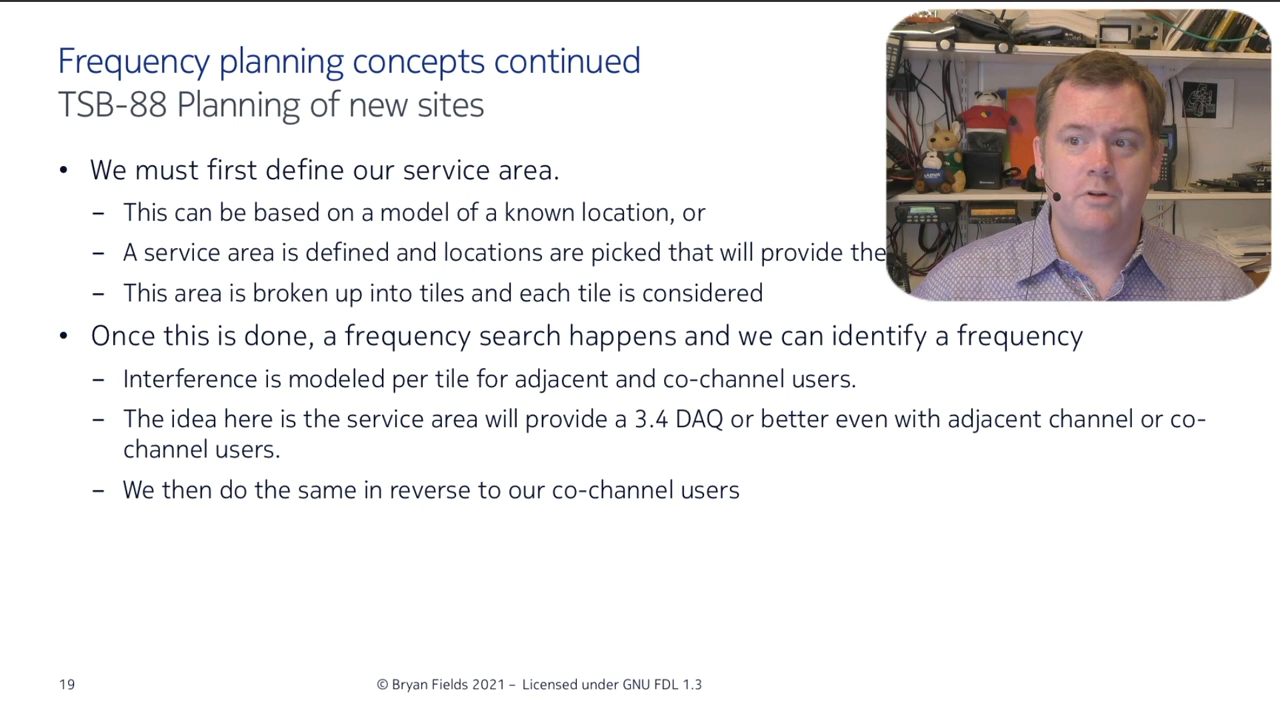 Frequency planning concepts continued
TSB-88 Planning of new sites
• We must first define our service area.
– This can be based on a model of a known location, or
– A service area is defined and locations are picked that will provide the
– This area is broken up into tiles and each tile is considered
• Once this is done, a frequency search happens and we can identify a frequency
– Interference is modeled per tile for adjacent and co-channel users.
– The idea here is the service area will provide a 3.4 DAQ or better even with adjacent channel or co-
channel users.
– We then do the same in reverse to our co-channel users
19
© Bryan Fields 2021 – Licensed under GNU FDL 1.3